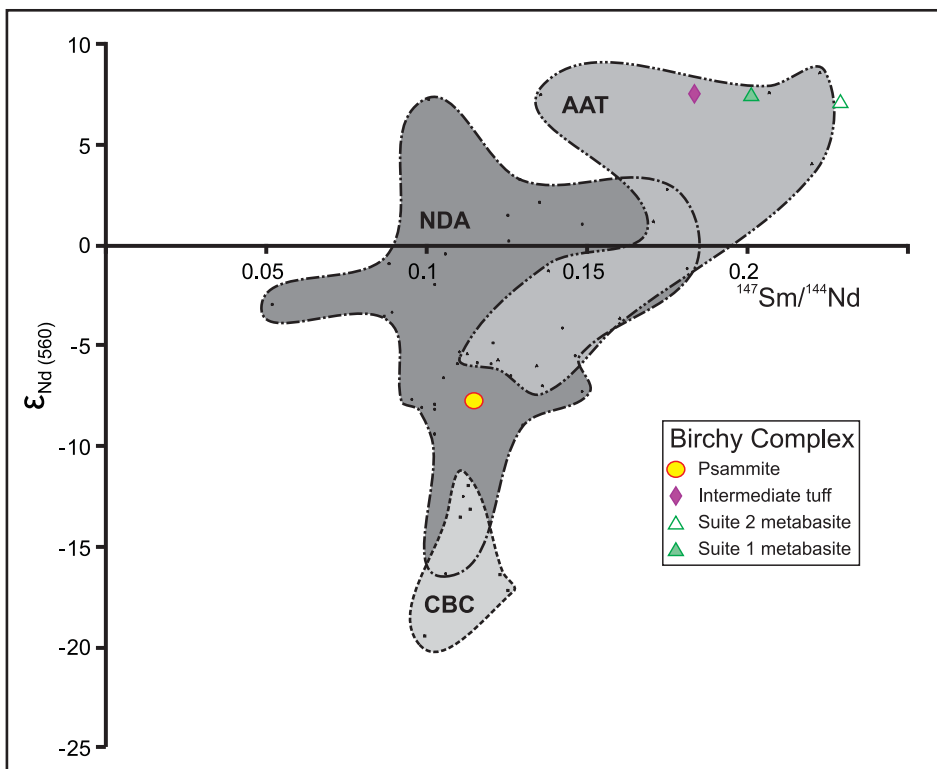 10
5
0
-5
-10
-15
-20
-25
εNd (560)
0.05
0.1
0.15
0.2
¹⁴⁷Sm/¹⁴⁴Nd
AAT
NDA
CBC
Birchy Complex
Psammite
Intermediate tuff
Suite 2 metabasite
Suite 1 metabasite